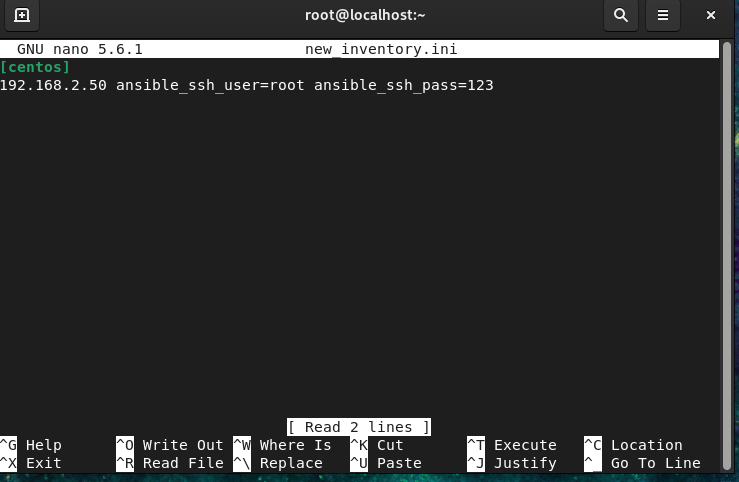 root@localhost:~
GNU nano 5.6.1 new_inventory.ini
[centos]
192.168.2.50 ansible_ssh_user=root ansible_ssh_pass=123
[ Read 2 lines ]
^G Help ^O Write Out ^W Where Is ^K Cut ^T Execute ^C Location
^X Exit ^R Read File ^\ Replace ^U Paste ^J Justify ^_ Go To Line